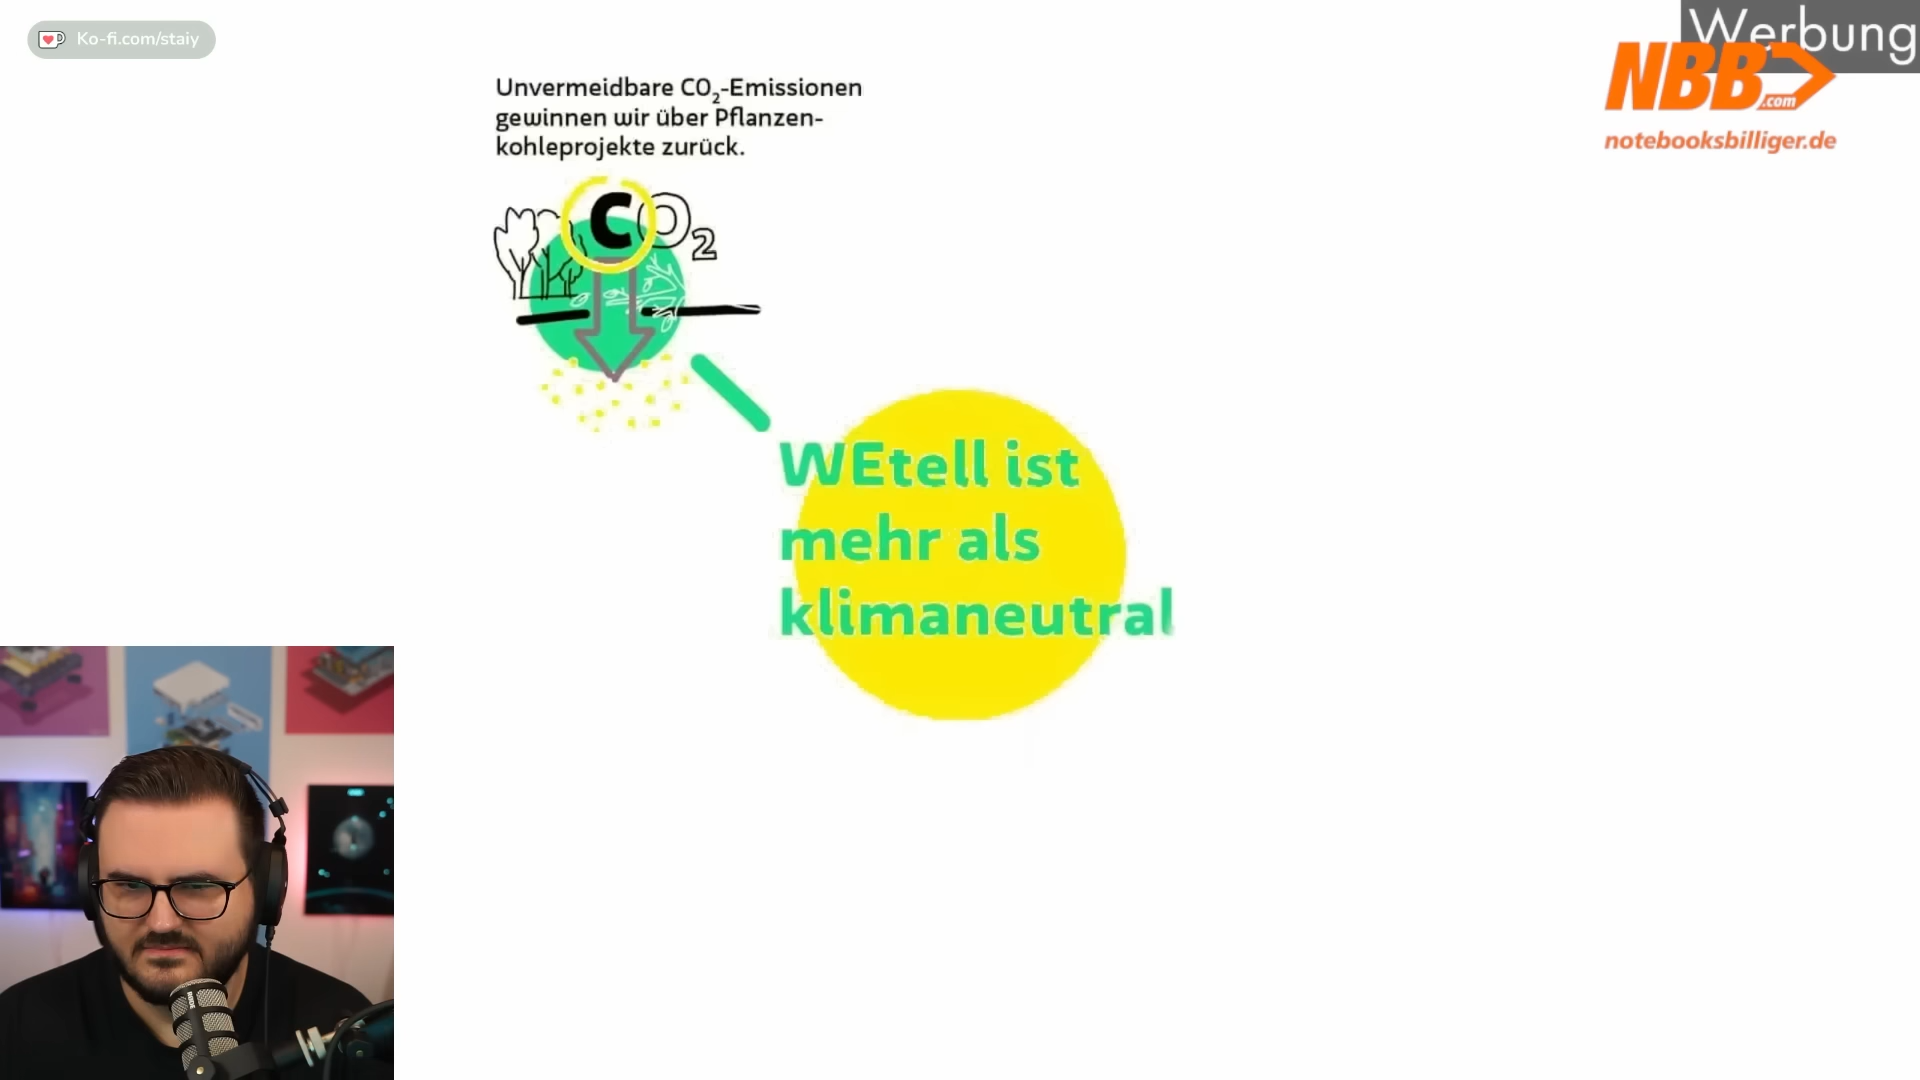 Ko-fi.com/staiy
Werbung
NBB.com
notebooksbilliger.de
Unvermeidbare CO₂-Emissionen
gewinnen wir über Pflanzen-
kohleprojekte zurück.
CO₂
WEtell ist
mehr als
klimaneutral